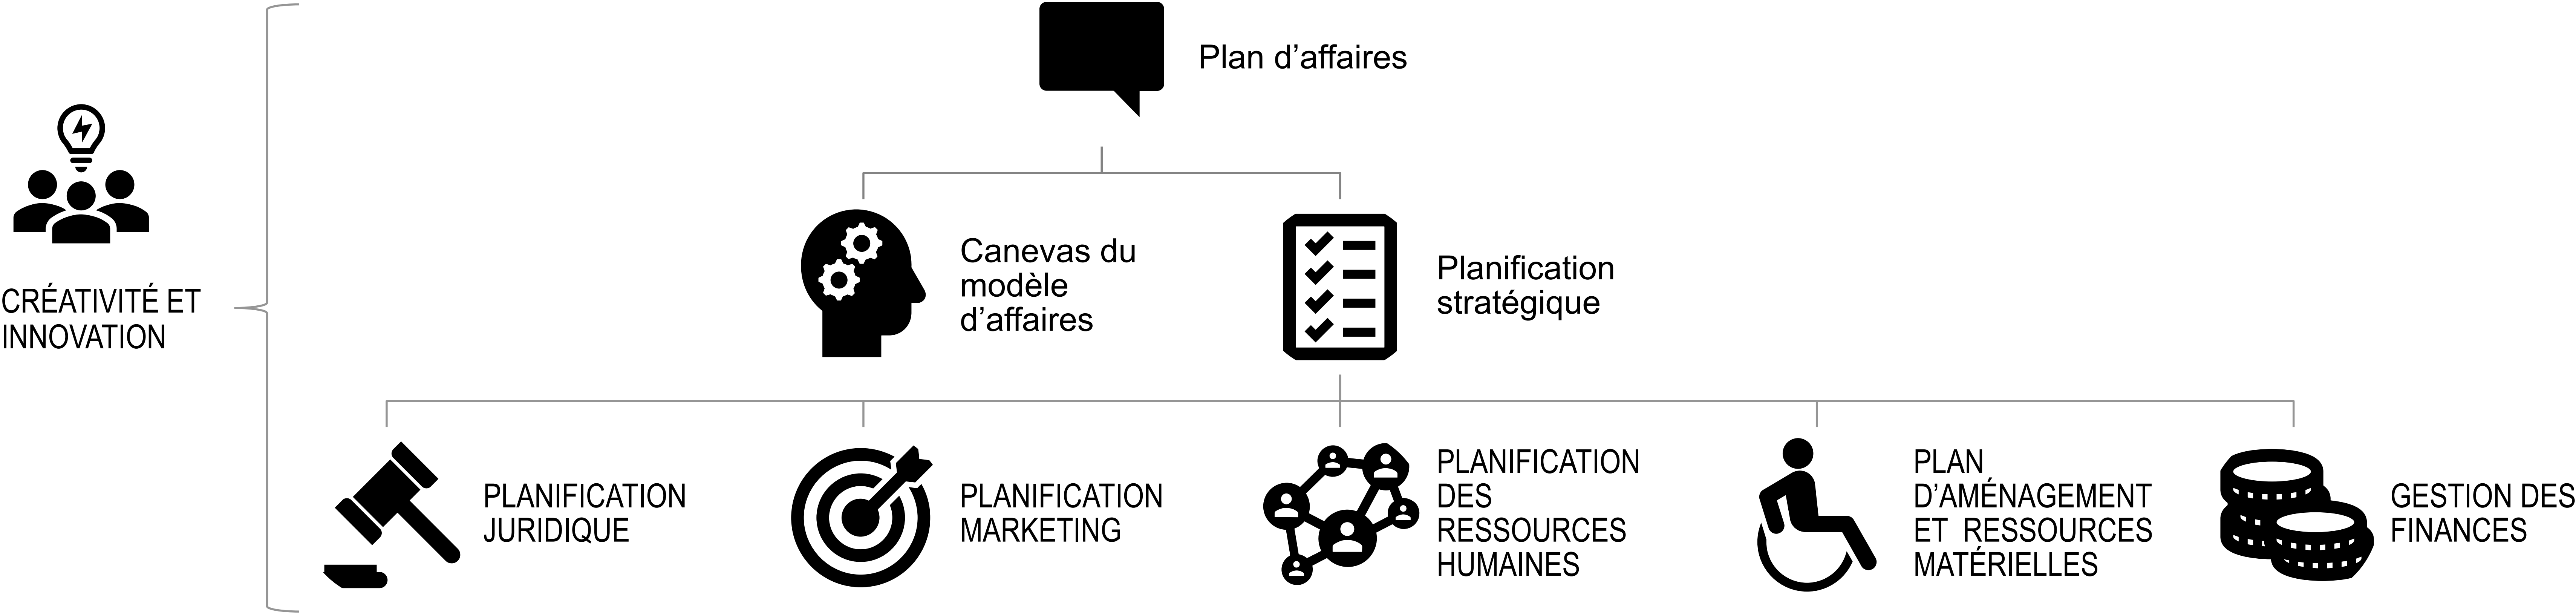 Plan d’affaires
CRÉATIVITÉ ET
INNOVATION
Canevas du
modèle
d’affaires
Planification
stratégique
PLANIFICATION
JURIDIQUE
PLANIFICATION
MARKETING
PLANIFICATION
DES
RESSOURCES
HUMAINES
PLAN
D’AMÉNAGEMENT
ET RESSOURCES
MATÉRIELLES
GESTION DES
FINANCES